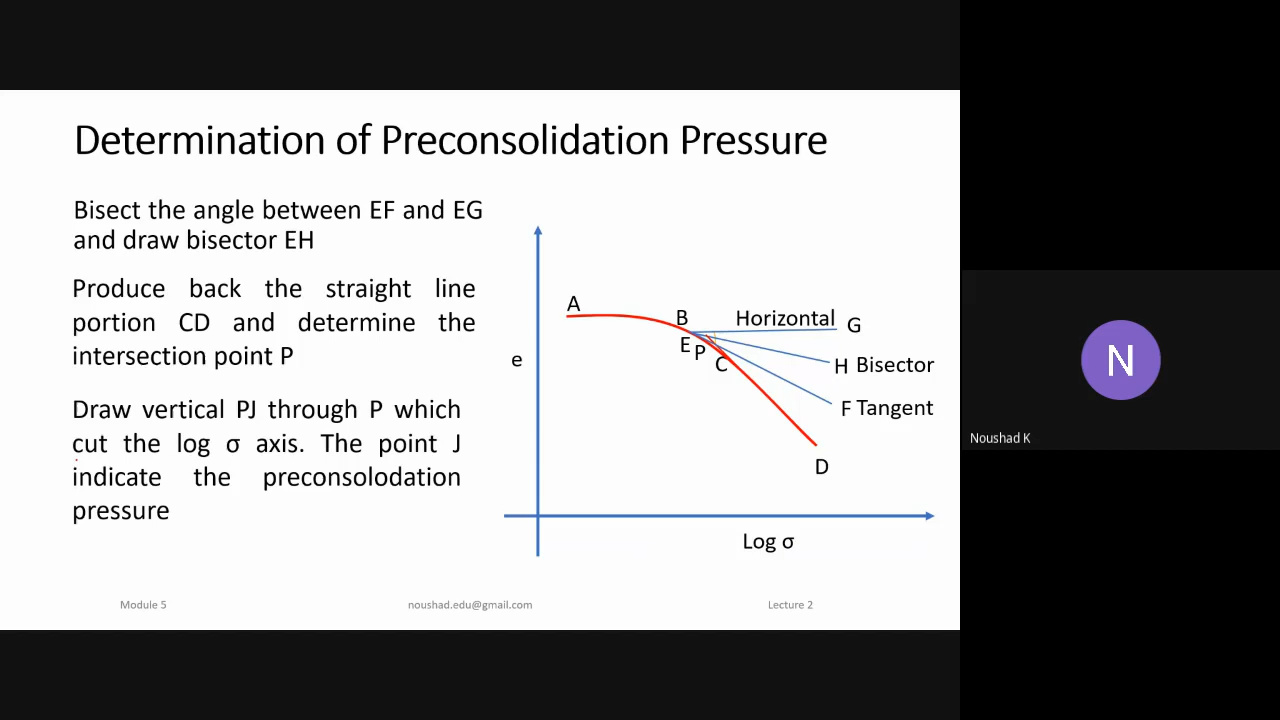 Determination of Preconsolidation Pressure
Bisect the angle between EF and EG
and draw bisector EH
Produce back the straight line
portion CD and determine the
intersection point P
Draw vertical PJ through P which
cut the log σ axis. The point J
indicate the preconsolodation
pressure
A
B
Horizontal
G
E
P
C
H Bisector
e
F Tangent
D
Log σ
Module 5
noushad.edu@gmail.com
Lecture 2
N
Noushad K